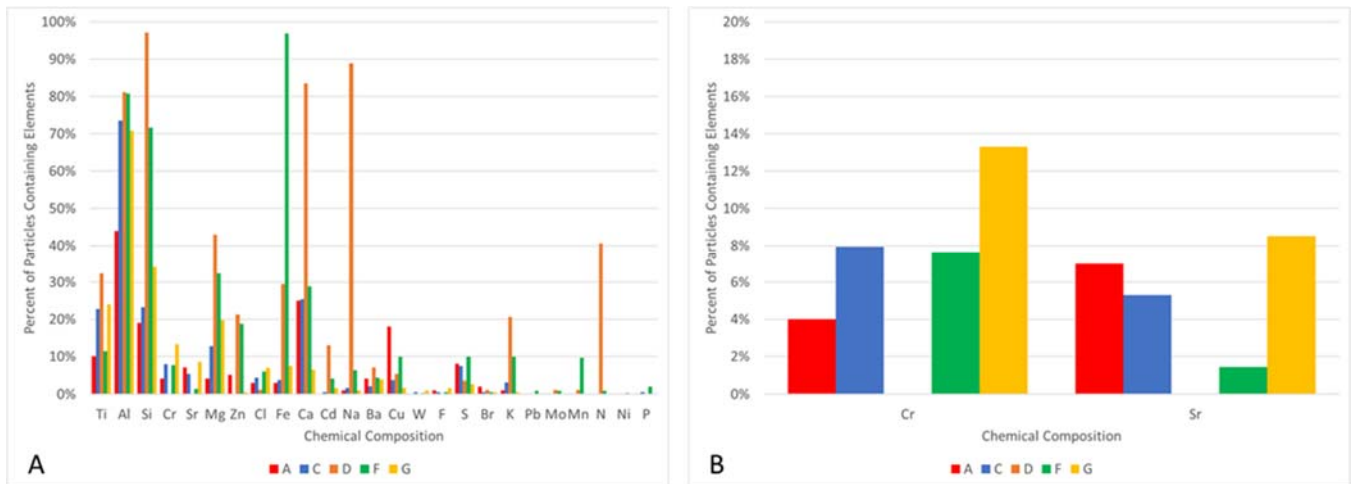 100%
90%
80%
70%
60%
50%
40%
30%
20%
10%
0%
Percent of Particles Containing Elements
Ti Al Si Cr Sr Mg Zn Cl Fe Ca Cd Na Ba Cu W F S Br K Pb Mo Mn N Ni P
Chemical Composition
A
A C D F G
20%
18%
16%
14%
12%
10%
8%
6%
4%
2%
0%
Percent of Particles Containing Elements
Cr Sr
Chemical Composition
B
A C D F G